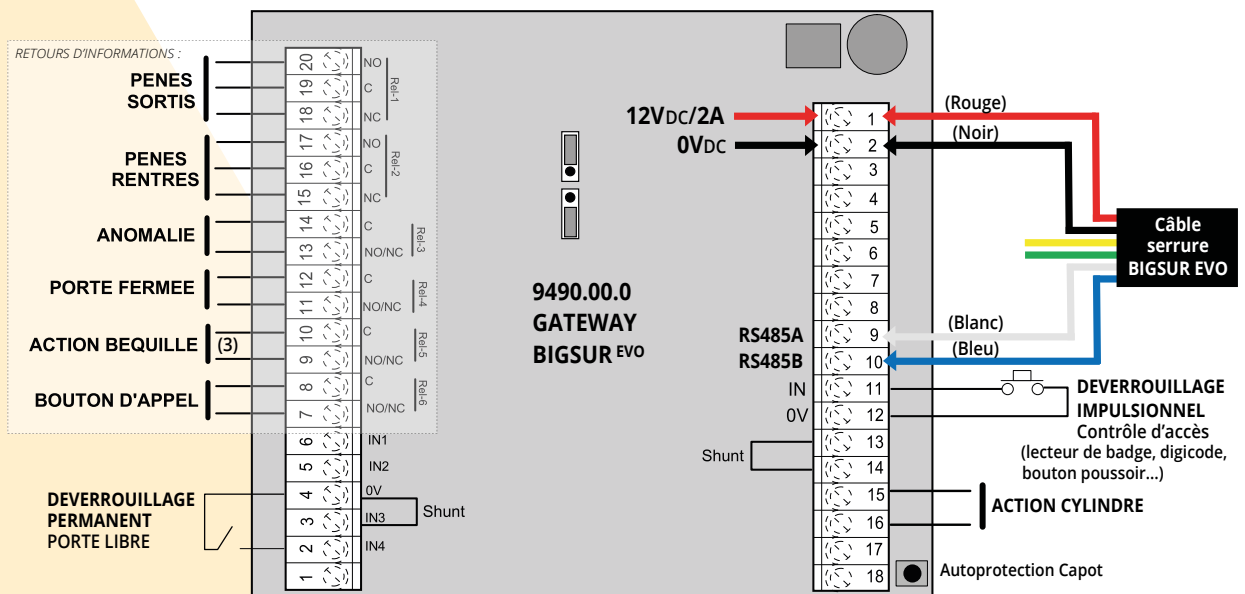 RETOURS D'INFORMATIONS :
PENES
SORTIS
20 NO
19 C
18 NC
Rel-1
PENES
RENTRES
17 NO
16 C
15 NC
Rel-2
ANOMALIE
14 C
13 NO/NC
Rel-3
PORTE FERMEE
12 C
11 NO/NC
Rel-4
ACTION BEQUILLE (3)
10 C
9 NO/NC
Rel-5
BOUTON D'APPEL
8 C
7 NO/NC
Rel-6
6 IN1
5 IN2
4 0V
3 IN3
Shunt
2 IN4
1
DEVERROUILLAGE
PERMANENT
PORTE LIBRE
9490.00.0
GATEWAY
BIGSUR EVO
12VDC/2A 1 (Rouge)
0VDC 2 (Noir)
3
4
5
6
7
8
RS485A 9 (Blanc)
RS485B 10 (Bleu)
IN 11
0V 12
Shunt
13
14
15
16
17
18
Câble
serrure
BIGSUR EVO
DEVERROUILLAGE
IMPULSIONNEL
Contrôle d'accès
(lecteur de badge, digicode,
bouton poussoir...)
ACTION CYLINDRE
Autoprotection Capot